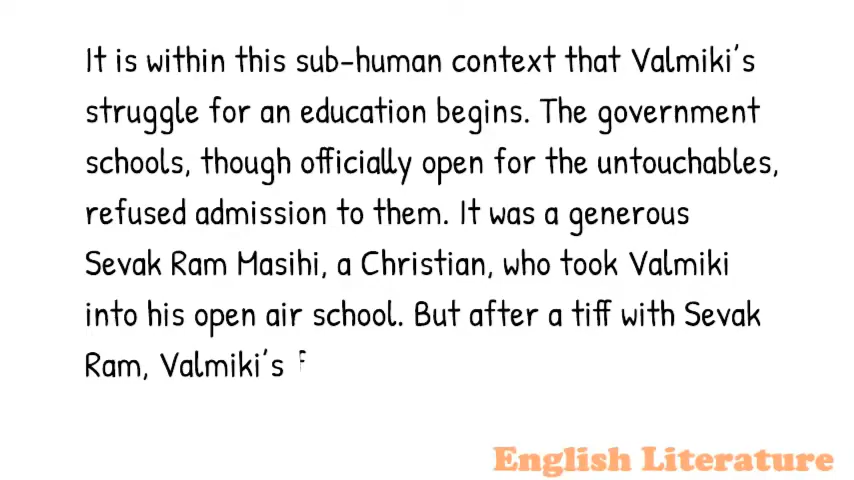 It is within this sub-human context that Valmiki's
struggle for an education begins. The government
schools, though officially open for the untouchables,
refused admission to them. It was a generous
Sevak Ram Masihi, a Christian, who took Valmiki
into his open air school. But after a tiff with Sevak
Ram, Valmiki's
English Literature